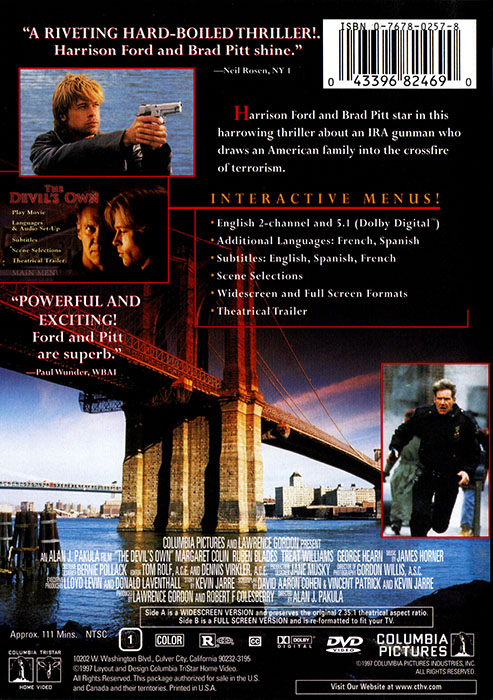 "A RIVETING HARD-BOILED THRILLER!.
Harrison Ford and Brad Pitt shine."
—Neil Rosen, NY 1
ISBN 0-7678-0257-8
0 43396 82469 0
Harrison Ford and Brad Pitt star in this
harrowing thriller about an IRA gunman who
draws an American family into the crossfire
of terrorism.
THE
DEVIL'S OWN
Play Movie
Languages
& Audio Set-Up
Subtitles
Scene Selections
Theatrical Trailer
MAIN MENU
INTERACTIVE MENUS!
• English 2-channel and 5.1 (Dolby Digital™)
• Additional Languages: French, Spanish
• Subtitles: English, Spanish, French
• Scene Selections
• Widescreen and Full Screen Formats
• Theatrical Trailer
"POWERFUL AND
EXCITING!
Ford and Pitt
are superb."
—Paul Wunder, WBAI
COLUMBIA PICTURES AND LAWRENCE GORDON PRESENT
AN ALAN J. PAKULA FILM "THE DEVIL'S OWN" MARGARET COLIN RUBEN BLADES TREAT WILLIAMS GEORGE HEARN MUSIC BY JAMES HORNER
BERNIE POLLACK EDITED BY TOM ROLF, A.C.E. AND DENNIS VIRKLER, A.C.E. JANE MUSKY GORDON WILLIS, A.S.C.
LLOYD LEVIN AND DONALD LAVENTHALL STORY BY KEVIN JARRE DAVID AARON COHEN & VINCENT PATRICK AND KEVIN JARRE
PRODUCED BY LAWRENCE GORDON AND ROBERT F. COLESBERRY DIRECTED BY ALAN J. PAKULA
Side A is a WIDESCREEN VERSION and preserves the original 2.35:1 theatrical aspect ratio.
Side B is a FULL SCREEN VERSION and is re-formatted to fit your TV.
Approx. 111 Mins. NTSC 1 COLOR R CC DOLBY DIGITAL DVD VIDEO
COLUMBIA
PICTURES
©1997 COLUMBIA PICTURES INDUSTRIES, INC.
ALL RIGHTS RESERVED.
COLUMBIA TRISTAR
HOME VIDEO
10202 W. Washington Blvd., Culver City, California 90232-3195
©1997 Layout and Design Columbia TriStar Home Video.
All Rights Reserved. This package authorized for sale in the U.S.
and Canada and their territories. Printed in U.S.A.
Visit Our Website at www.cthv.com